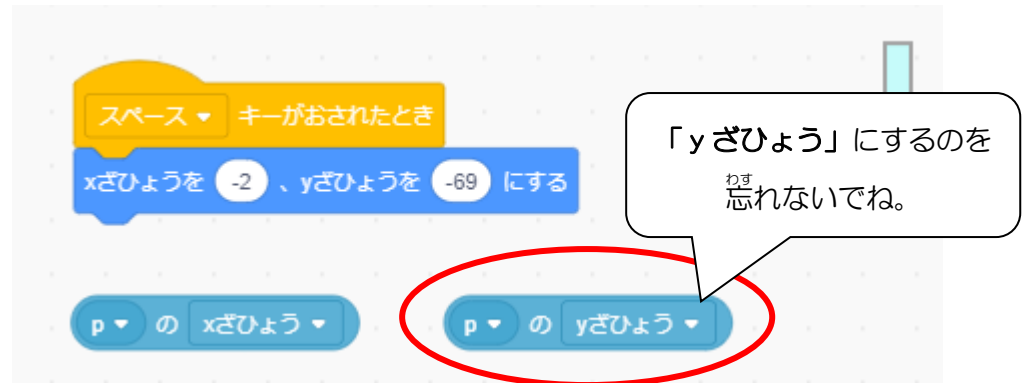 スペース キーがおされたとき
xざひょうを -2 、yざひょうを -69 にする
「ｙざひょう」にするのを
忘れないでね。
わす
p の xざひょう
p の yざひょう